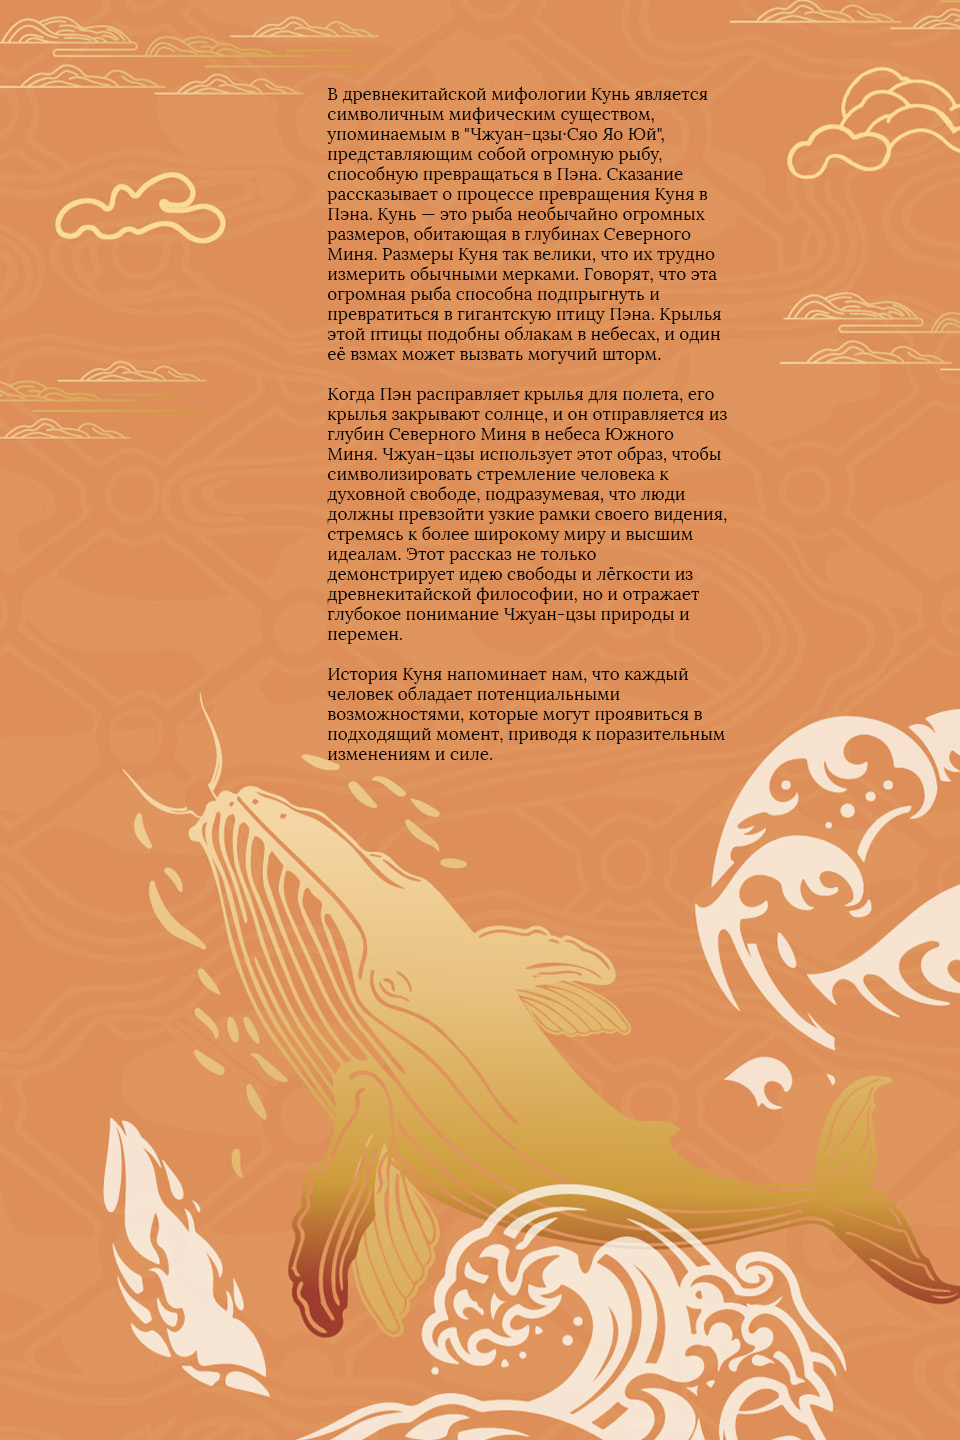 В древнекитайской мифологии Кунь является
символичным мифическим существом,
упоминаемым в "Чжуан-цзы·Сяо Яо Юй",
представляющим собой огромную рыбу,
способную превращаться в Пэна. Сказание
рассказывает о процессе превращения Куня в
Пэна. Кунь — это рыба необычайно огромных
размеров, обитающая в глубинах Северного
Миня. Размеры Куня так велики, что их трудно
измерить обычными мерками. Говорят, что эта
огромная рыба способна подпрыгнуть и
превратиться в гигантскую птицу Пэна. Крылья
этой птицы подобны облакам в небесах, и один
её взмах может вызвать могучий шторм.
Когда Пэн расправляет крылья для полета, его
крылья закрывают солнце, и он отправляется из
глубин Северного Миня в небеса Южного
Миня. Чжуан-цзы использует этот образ, чтобы
символизировать стремление человека к
духовной свободе, подразумевая, что люди
должны превзойти узкие рамки своего видения,
стремясь к более широкому миру и высшим
идеалам. Этот рассказ не только
демонстрирует идею свободы и лёгкости из
древнекитайской философии, но и отражает
глубокое понимание Чжуан-цзы природы и
перемен.
История Куня напоминает нам, что каждый
человек обладает потенциальными
возможностями, которые могут проявиться в
подходящий момент, приводя к поразительным
изменениям и силе.